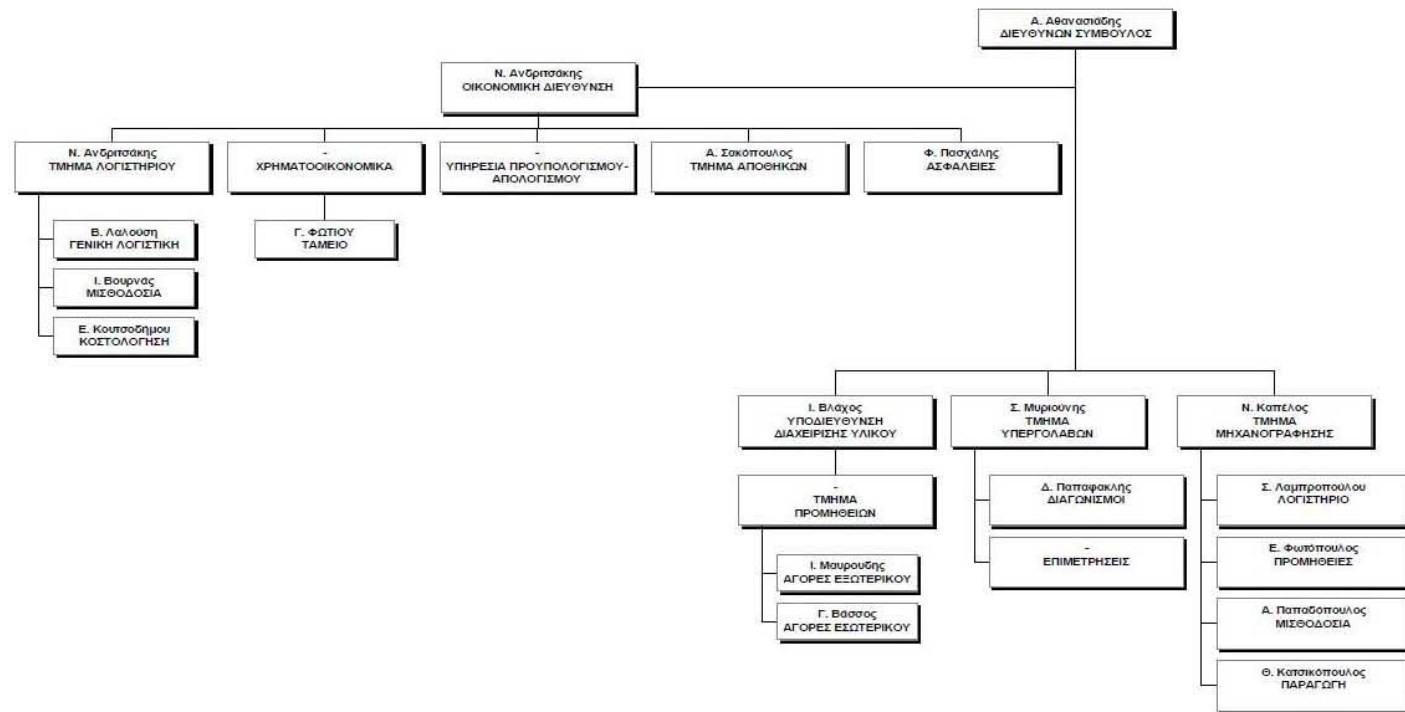 Α. Αθανασιάδης
ΔΙΕΥΘΥΝΩΝ ΣΥΜΒΟΥΛΟΣ
Ν. Ανδριτσάκης
ΟΙΚΟΝΟΜΙΚΗ ΔΙΕΥΘΥΝΣΗ
Ν. Ανδριτσάκης
ΤΜΗΜΑ ΛΟΓΙΣΤΗΡΙΟΥ
-
ΧΡΗΜΑΤΟΟΙΚΟΝΟΜΙΚΑ
-
ΥΠΗΡΕΣΙΑ ΠΡΟΥΠΟΛΟΓΙΣΜΟΥ-
ΑΠΟΛΟΓΙΣΜΟΥ
Α. Σακόπουλος
ΤΜΗΜΑ ΑΠΟΘΗΚΩΝ
Φ. Πασχάλης
ΑΣΦΑΛΕΙΕΣ
Β. Λαλούση
ΓΕΝΙΚΗ ΛΟΓΙΣΤΙΚΗ
Ι. Βουρνάς
ΜΙΣΘΟΔΟΣΙΑ
Ε. Κουτσοδήμου
ΚΟΣΤΟΛΟΓΗΣΗ
Γ. ΦΩΤΙΟΥ
ΤΑΜΕΙΟ
Ι. Βλάχος
ΥΠΟΔΙΕΥΘΥΝΣΗ
ΔΙΑΧΕΙΡΙΣΗΣ ΥΛΙΚΟΥ
-
ΤΜΗΜΑ
ΠΡΟΜΗΘΕΙΩΝ
Ι. Μαυρουδης
ΑΓΟΡΕΣ ΕΞΩΤΕΡΙΚΟΥ
Γ. Βάσσος
ΑΓΟΡΕΣ ΕΣΩΤΕΡΙΚΟΥ
Σ. Μυριούνης
ΤΜΗΜΑ
ΥΠΕΡΓΟΛΑΒΩΝ
Δ. Παπαφακλής
ΔΙΑΓΩΝΙΣΜΟΙ
-
ΕΠΙΜΕΤΡΗΣΕΙΣ
Ν. Καπέλος
ΤΜΗΜΑ
ΜΗΧΑΝΟΓΡΑΦΗΣΗΣ
Σ. Λαμπροπούλου
ΛΟΓΙΣΤΗΡΙΟ
Ε. Φωτόπουλος
ΠΡΟΜΗΘΕΙΕΣ
Α. Παπαδόπουλος
ΜΙΣΘΟΔΟΣΙΑ
Θ. Κατσικόπουλος
ΠΑΡΑΓΩΓΗ